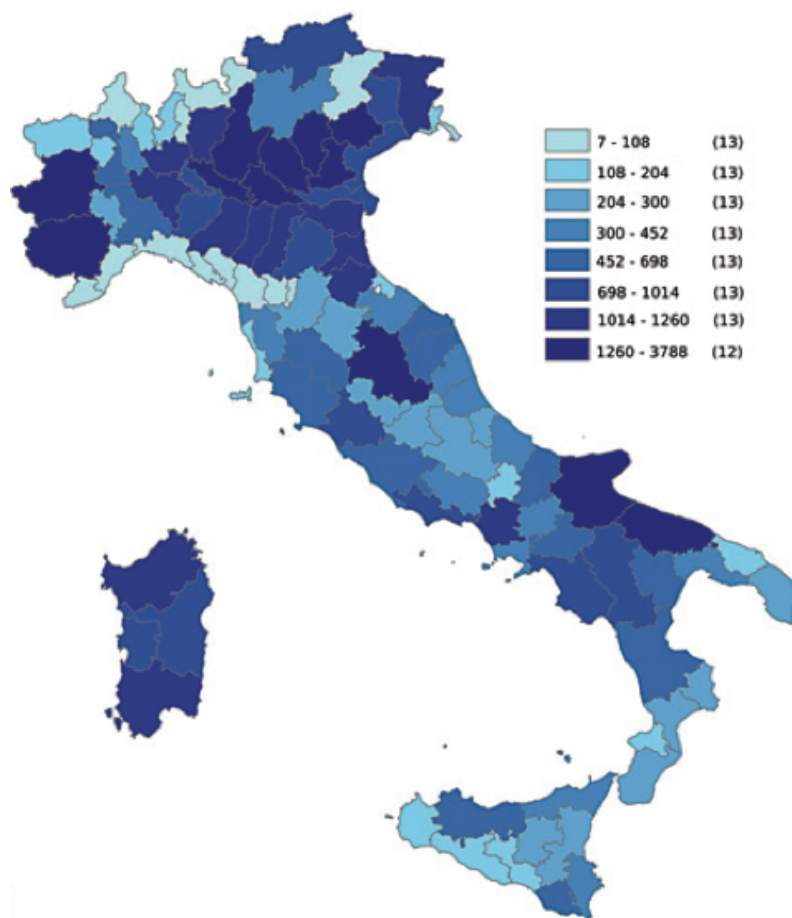 7 - 108 (13)
108 - 204 (13)
204 - 300 (13)
300 - 452 (13)
452 - 698 (13)
698 - 1014 (13)
1014 - 1260 (13)
1260 - 3788 (12)